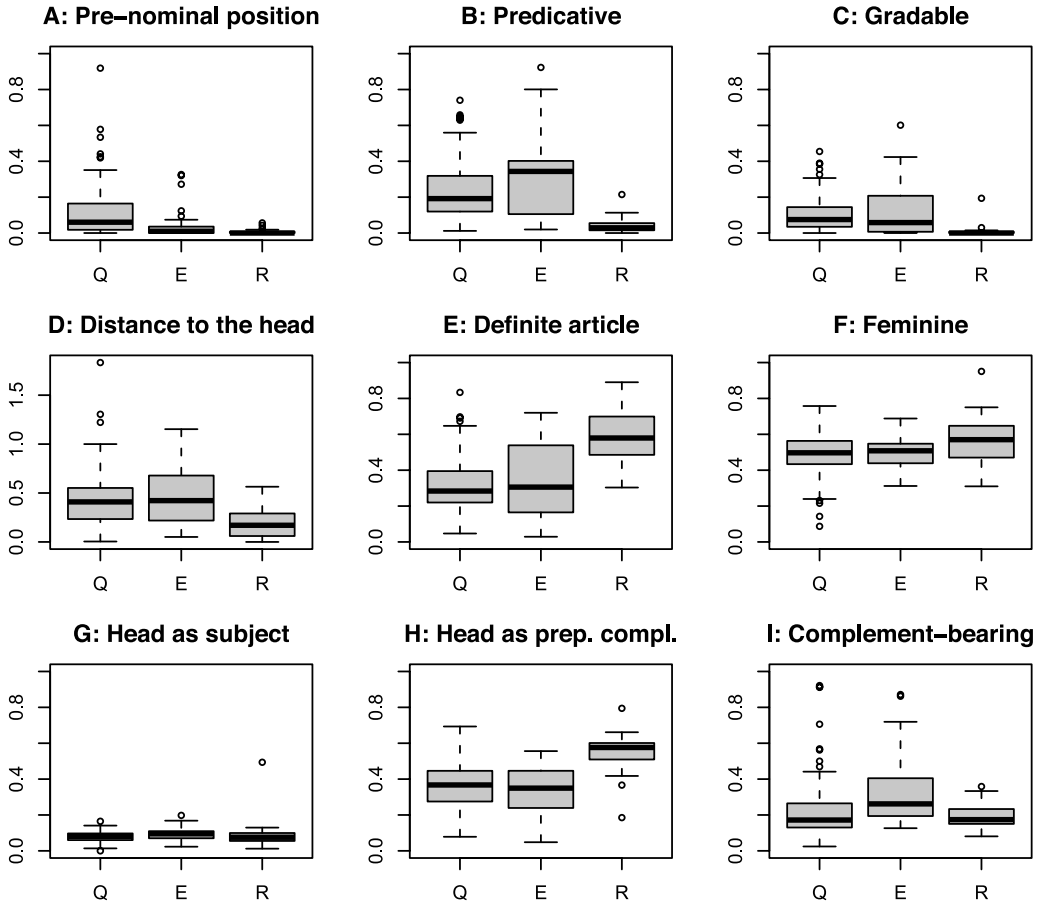 A: Pre−nominal position
0.0 0.4 0.8
Q E R
B: Predicative
0.0 0.4 0.8
Q E R
C: Gradable
0.0 0.4 0.8
Q E R
D: Distance to the head
0.0 0.5 1.0 1.5
Q E R
E: Definite article
0.0 0.4 0.8
Q E R
F: Feminine
0.0 0.4 0.8
Q E R
G: Head as subject
0.0 0.4 0.8
Q E R
H: Head as prep. compl.
0.0 0.4 0.8
Q E R
I: Complement−bearing
0.0 0.4 0.8
Q E R